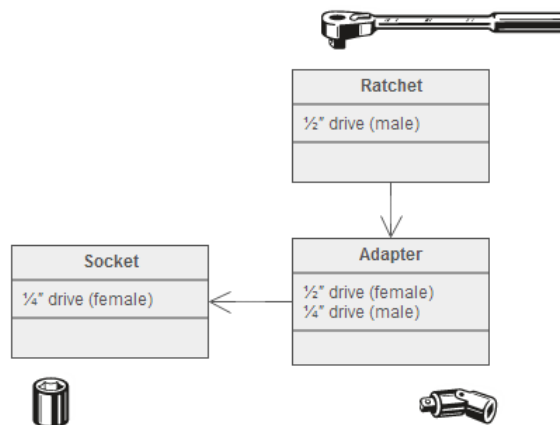 Ratchet
½″ drive (male)
Socket
¼″ drive (female)
Adapter
½″ drive (female)
¼″ drive (male)